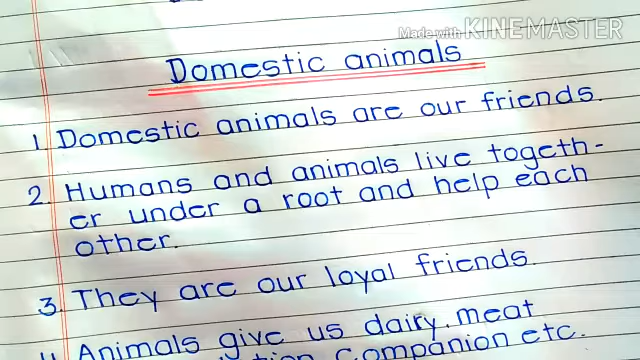 Made with KINEMASTER
Domestic animals
1. Domestic animals are our friends.
2. Humans and animals live togeth-
er under a root and help each
other.
3. They are our loyal friends.
4. Animals give us dairy, meat
Companion etc.